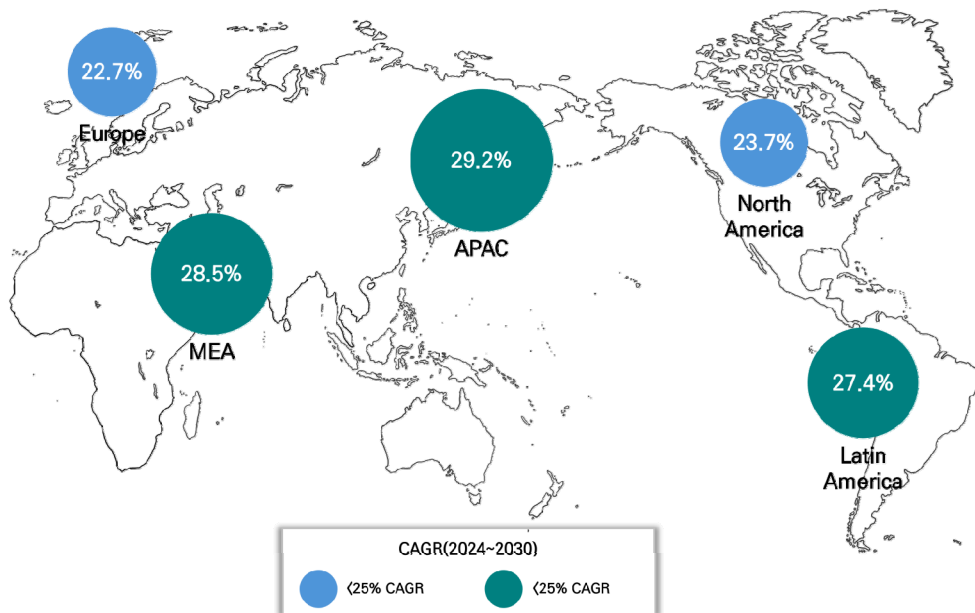 22.7%
Europe
29.2%
APAC
23.7%
North
America
28.5%
MEA
27.4%
Latin
America
CAGR(2024~2030)
〈25% CAGR
〈25% CAGR